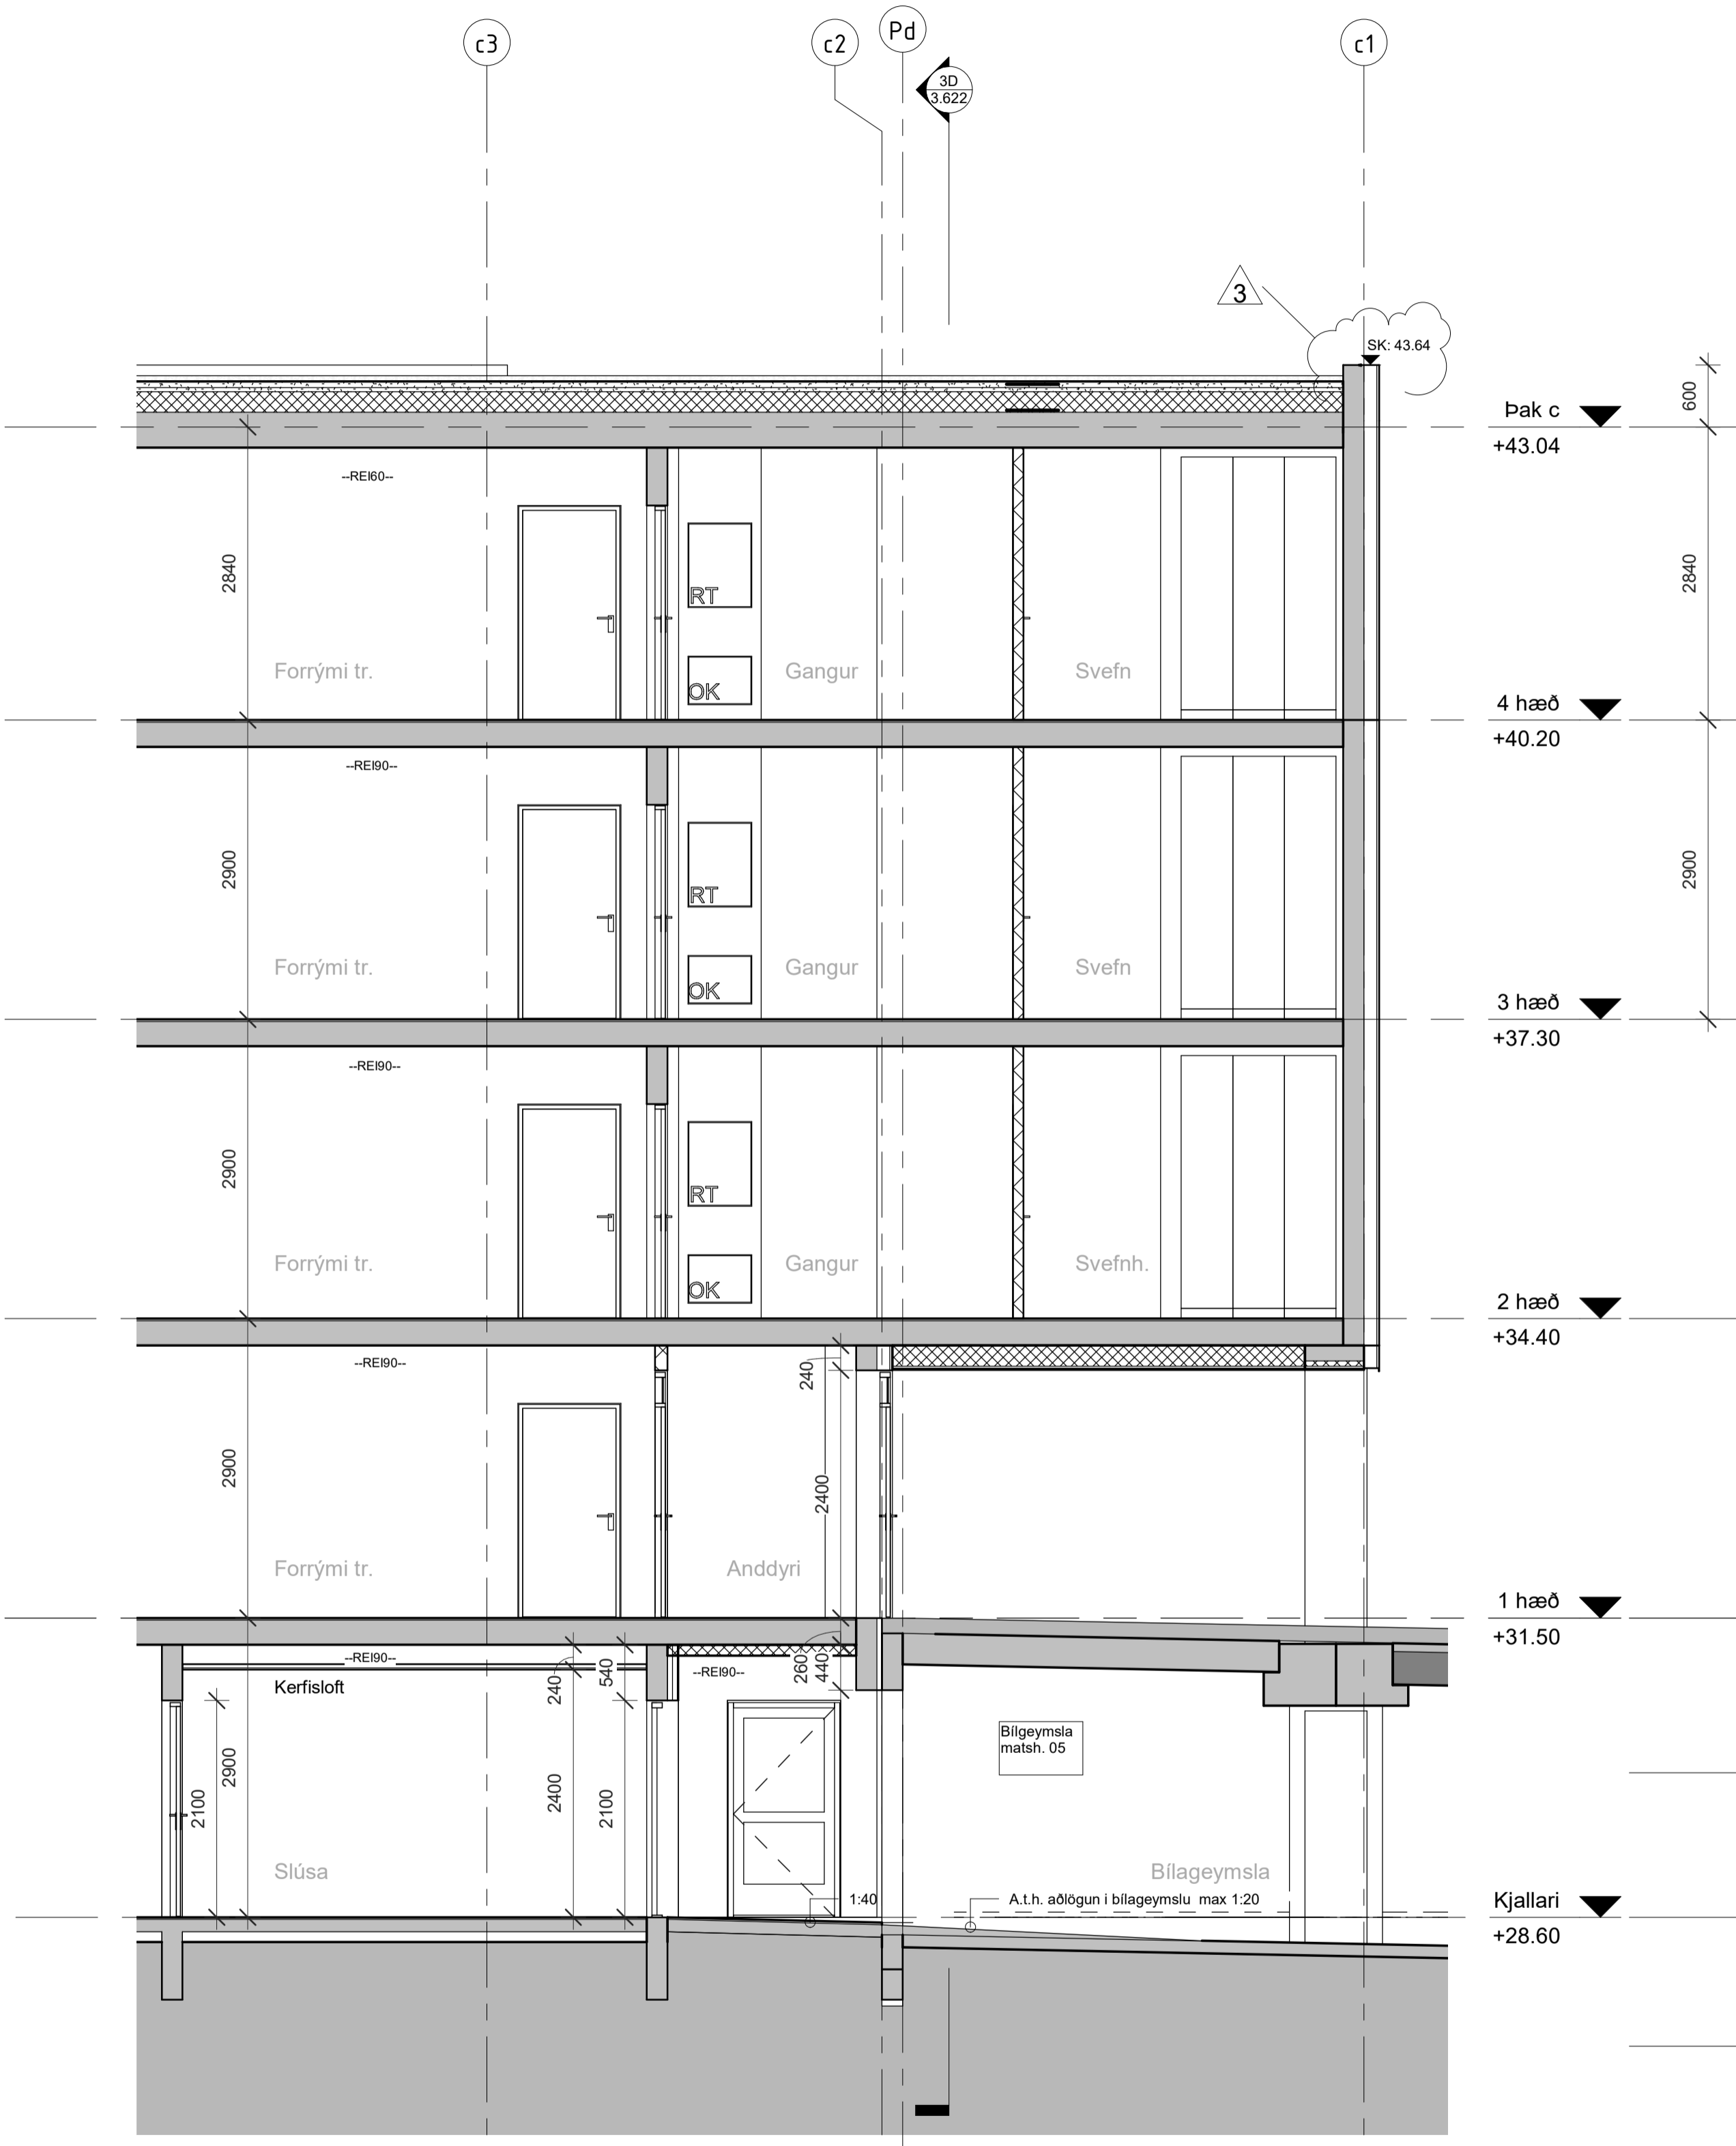 c3
c2
Pd
c1
3D
3.622
3
SK: 43.64
600
Þak c
+43.04
--REI60--
2840
RT
OK
Forrými tr.
Gangur
Svefn
2840
4 hæð
+40.20
--REI90--
2900
RT
OK
Forrými tr.
Gangur
Svefn
2900
3 hæð
+37.30
--REI90--
2900
RT
OK
Forrými tr.
Gangur
Svefnh.
2 hæð
+34.40
--REI90--
240
2900
2400
Forrými tr.
Anddyri
1 hæð
+31.50
--REI90--
Kerfisloft
240
540
--REI90--
260
440
Bílgeymsla
matsh. 05
2100
2900
2400
2100
Slúsa
Bílageymsla
1:40
A.t.h. aðlögun i bílageymslu max 1:20
Kjallari
+28.60